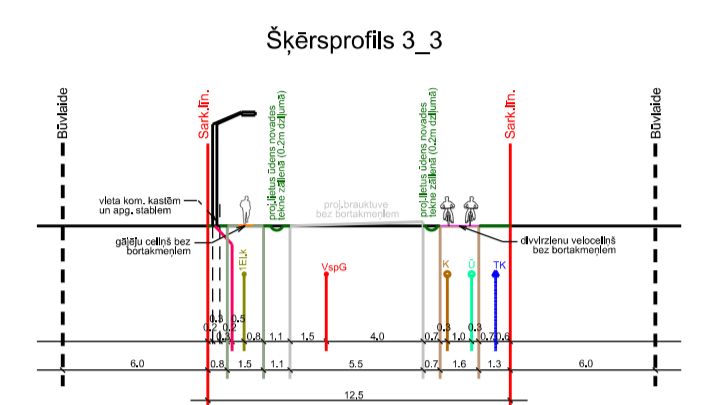 Šķērsprofils 3_3
Būvlaide
Sark.līn.
proj.lietus ūdens novades
tekne zālienā (0.2m dziļumā)
proj.lietus ūdens novades
tekne zālienā (0.2m dziļumā)
Sark.līn.
Būvlaide
vieta kom. kastēm
un apg. stabiem
proj.brauktuve
bez bortakmeņiem
gājēju celiņš bez
bortakmeņiem
divvirzienu veloceliņš
bez bortakmeņiem
1El.k
VspG
K
Ū
TK
0.3 0.5 0.3 0.3
0.2 0.3 0.2 0.8 1.1 1.5 4.0 0.7 1.0 0.7 0.6
6.0 0.8 1.5 1.1 5.5 0.7 1.6 1.3 6.0
12.5